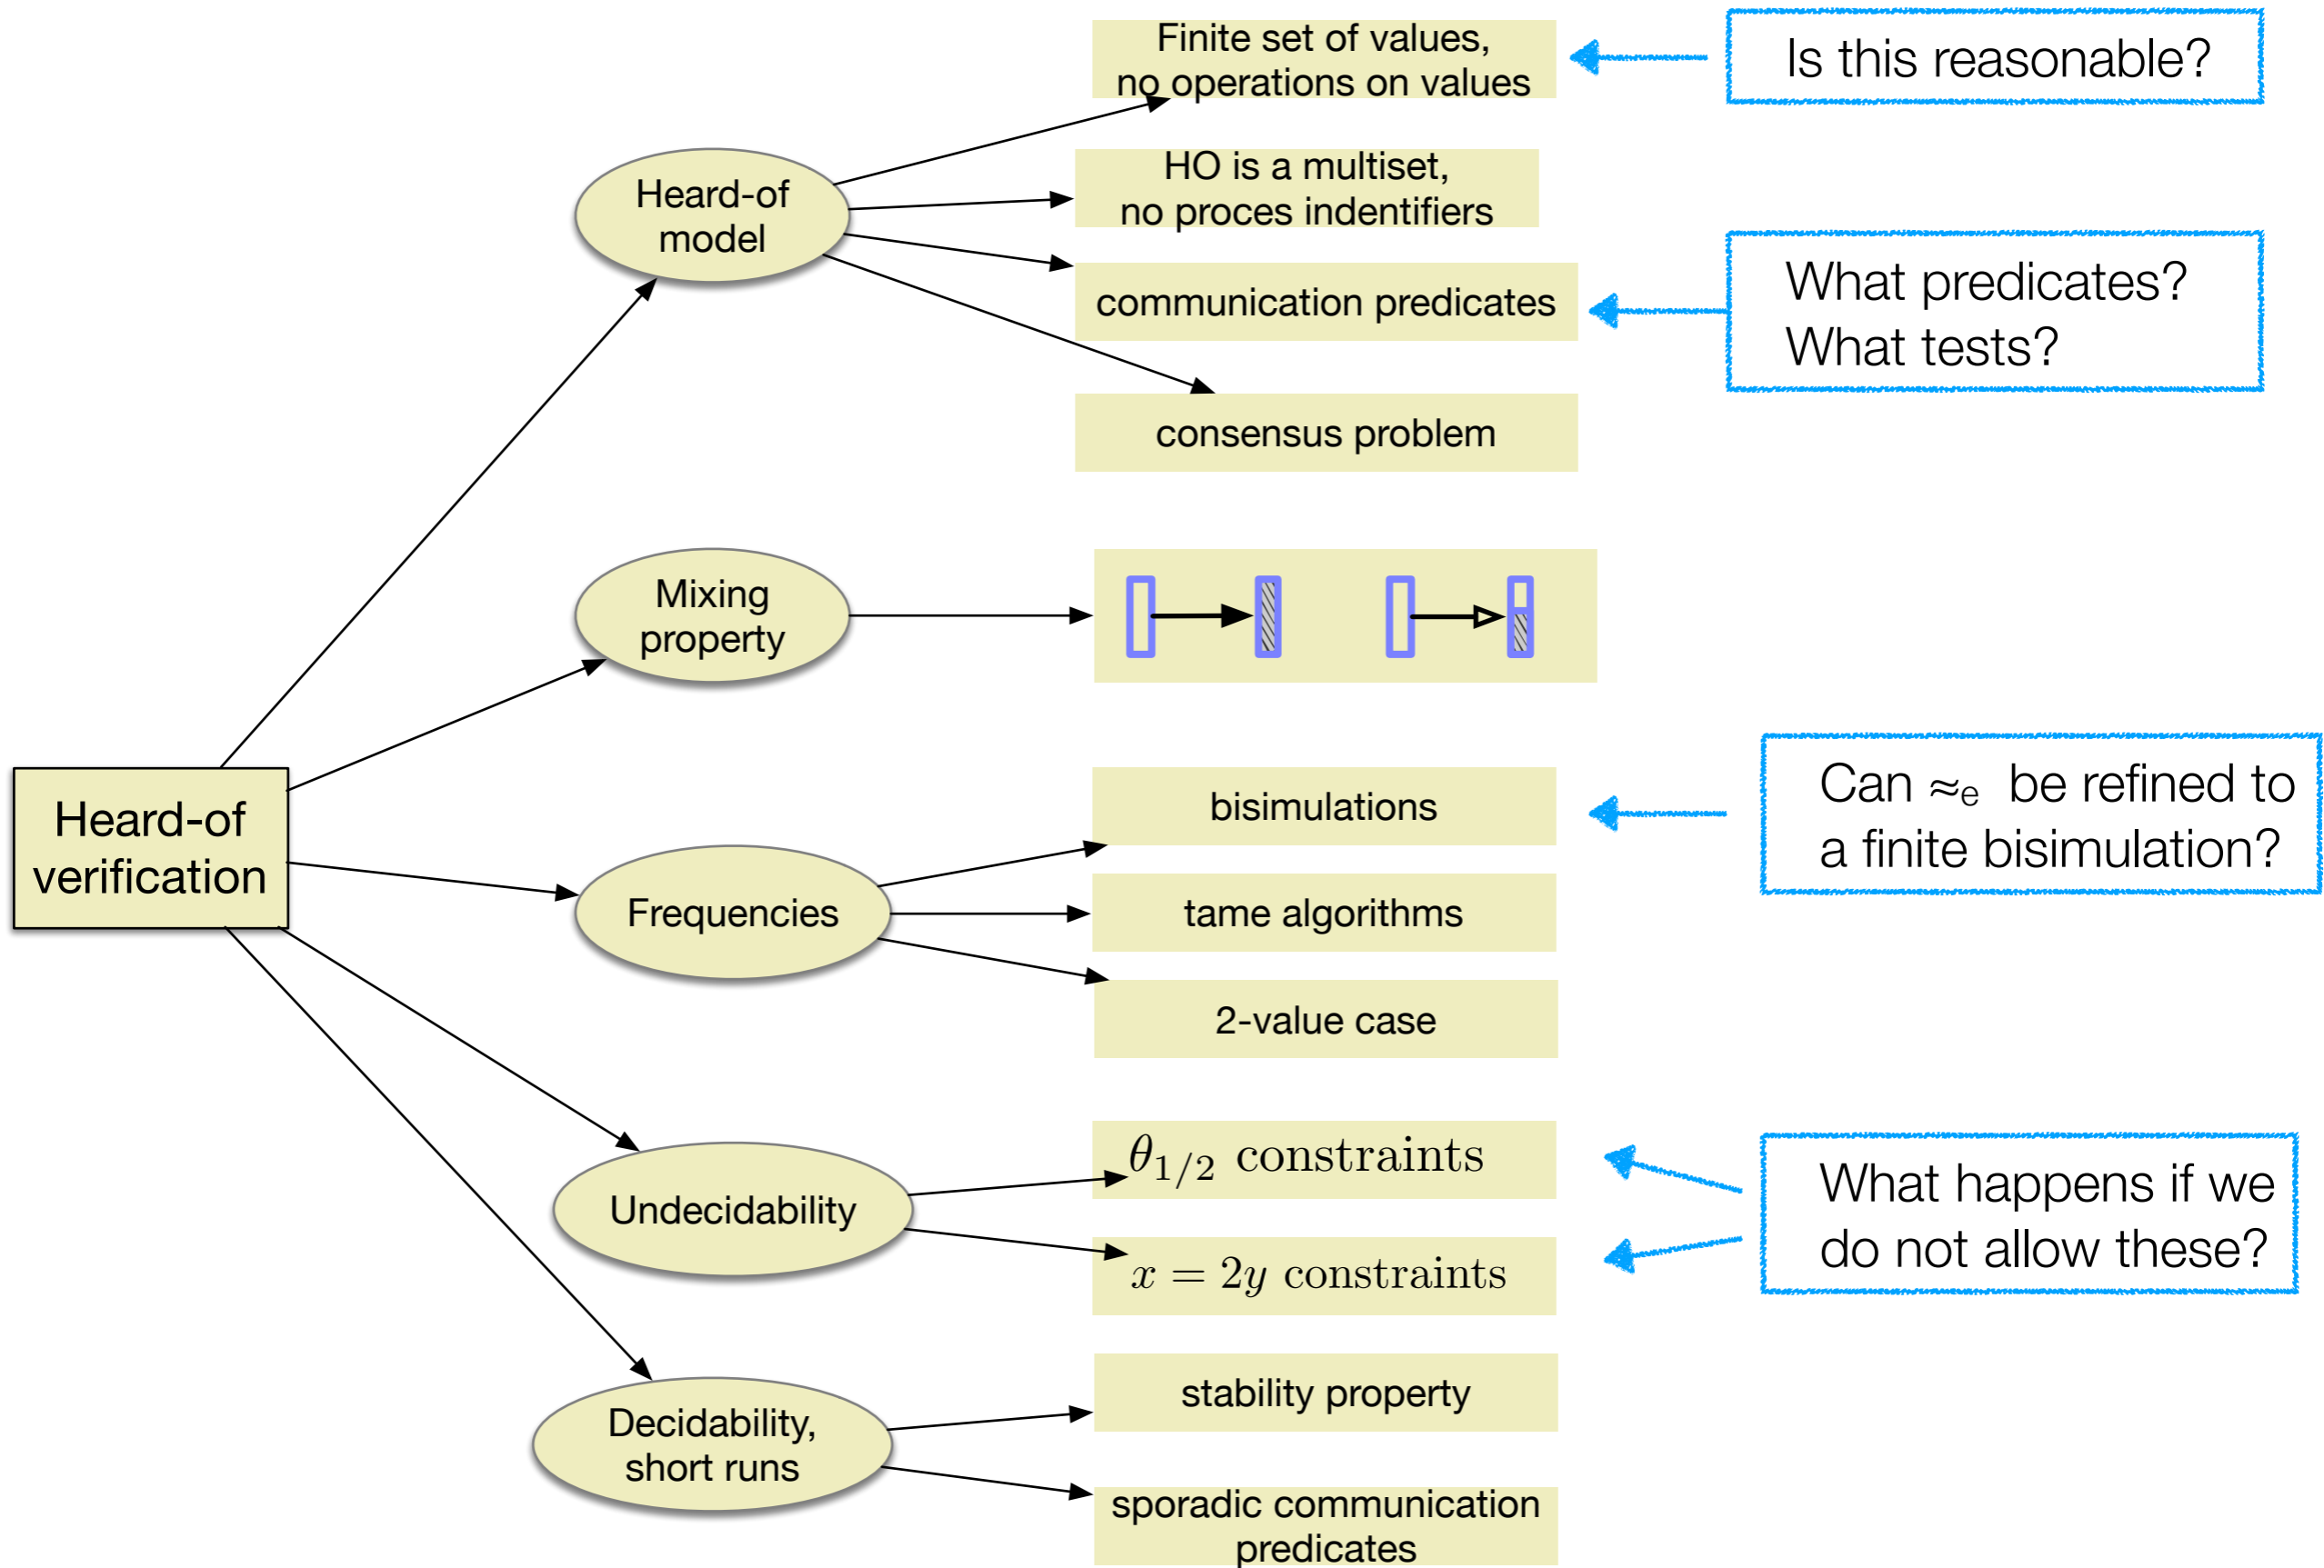 Finite set of values,
no operations on values
Is this reasonable?
Heard-of
model
HO is a multiset,
no proces indentifiers
communication predicates
What predicates?
What tests?
consensus problem
Mixing
property
Heard-of
verification
bisimulations
Can ≈e be refined to
a finite bisimulation?
Frequencies
tame algorithms
2-value case
Undecidability
θ1/2 constraints
x = 2y constraints
What happens if we
do not allow these?
Decidability,
short runs
stability property
sporadic communication
predicates